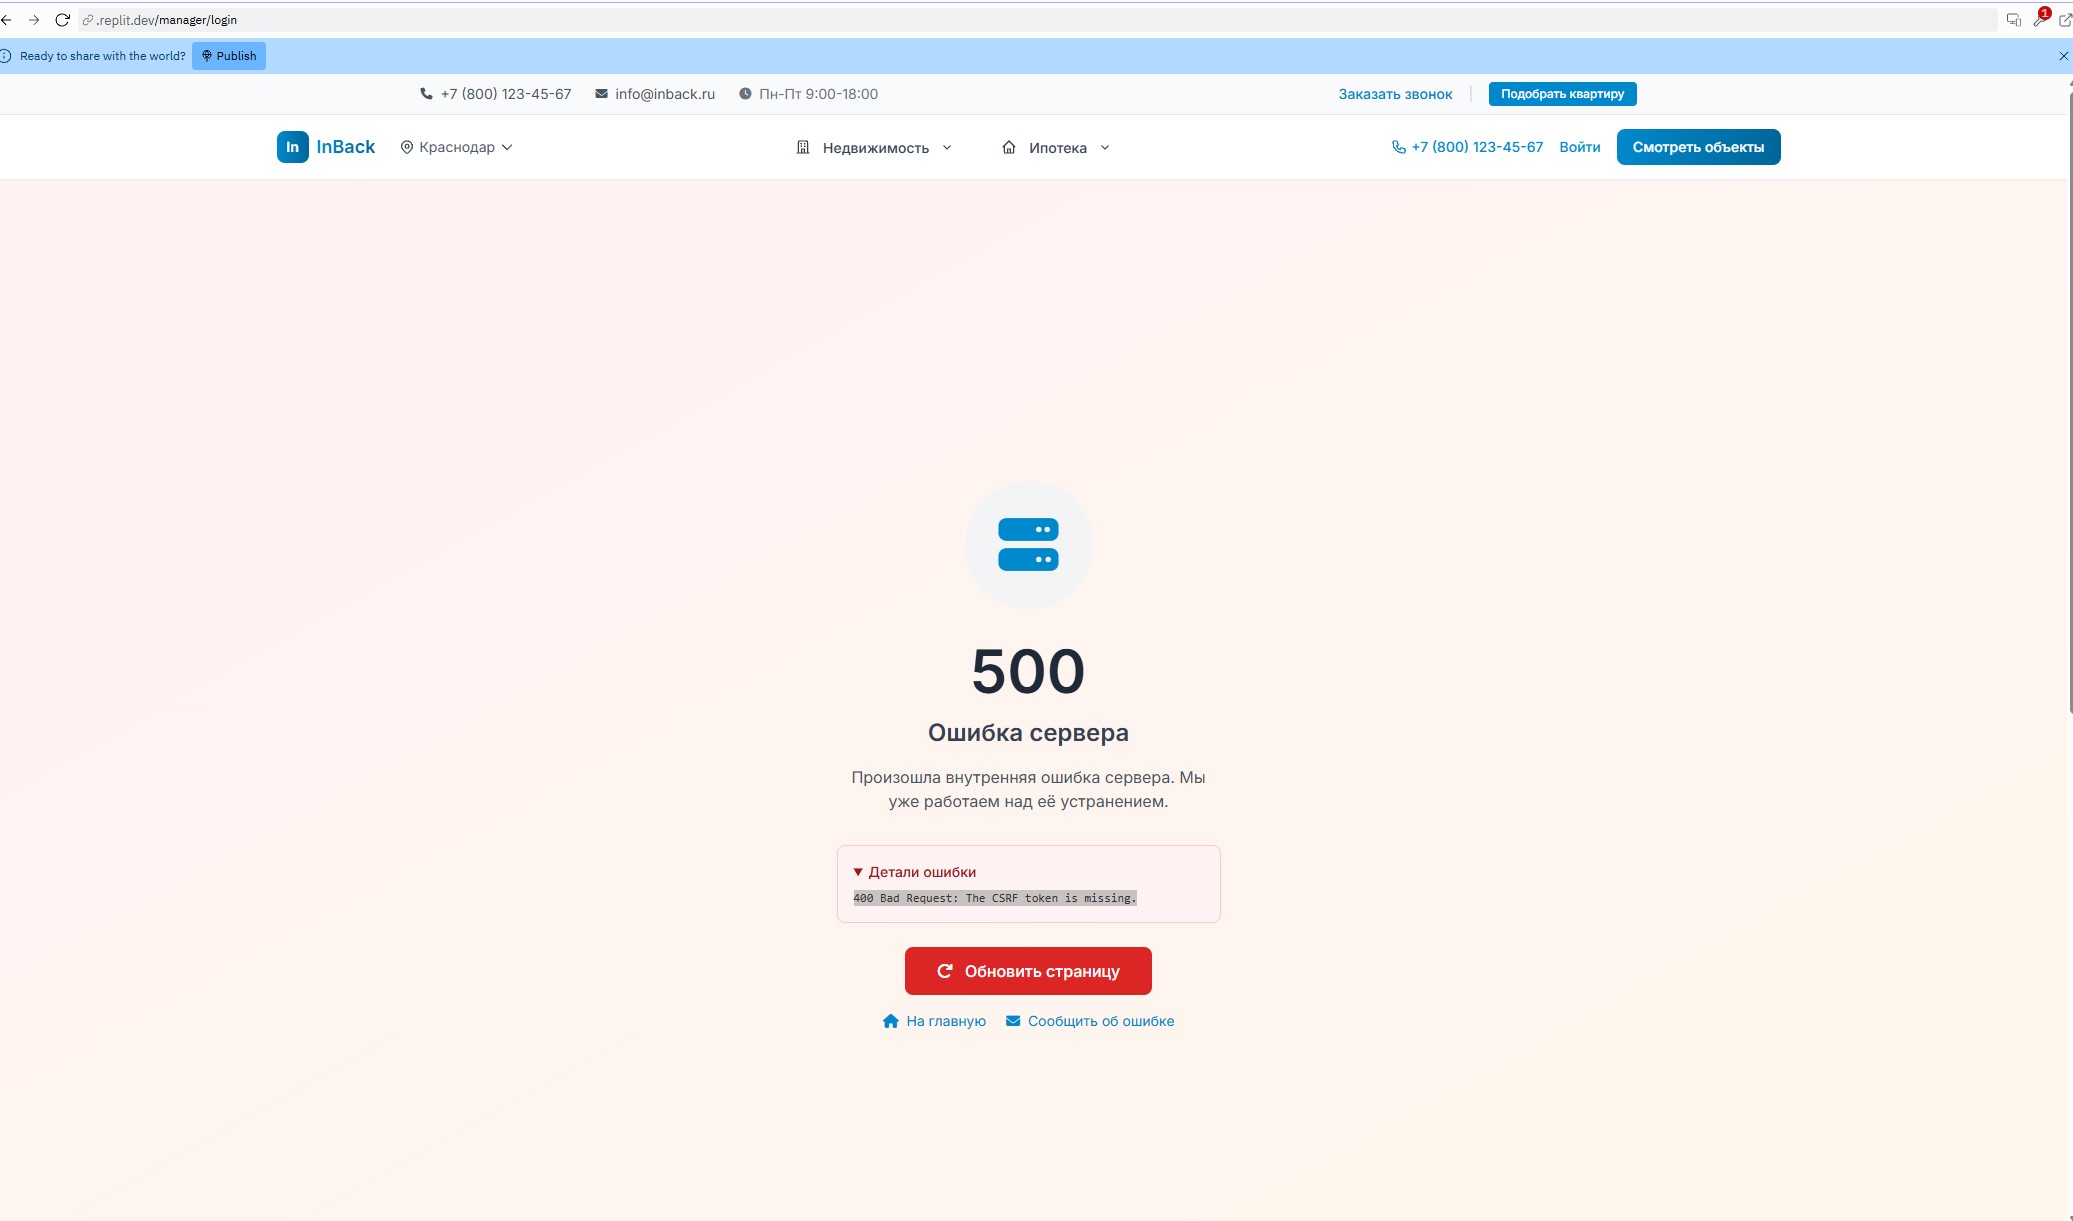 .replit.dev/manager/login
1
Ready to share with the world? Publish
+7 (800) 123-45-67 info@inback.ru Пн-Пт 9:00-18:00 Заказать звонок Подобрать квартиру
In InBack Краснодар Недвижимость Ипотека +7 (800) 123-45-67 Войти Смотреть объекты
500
Ошибка сервера
Произошла внутренняя ошибка сервера. Мы
уже работаем над её устранением.
Детали ошибки
400 Bad Request: The CSRF token is missing.
Обновить страницу
На главную Сообщить об ошибке